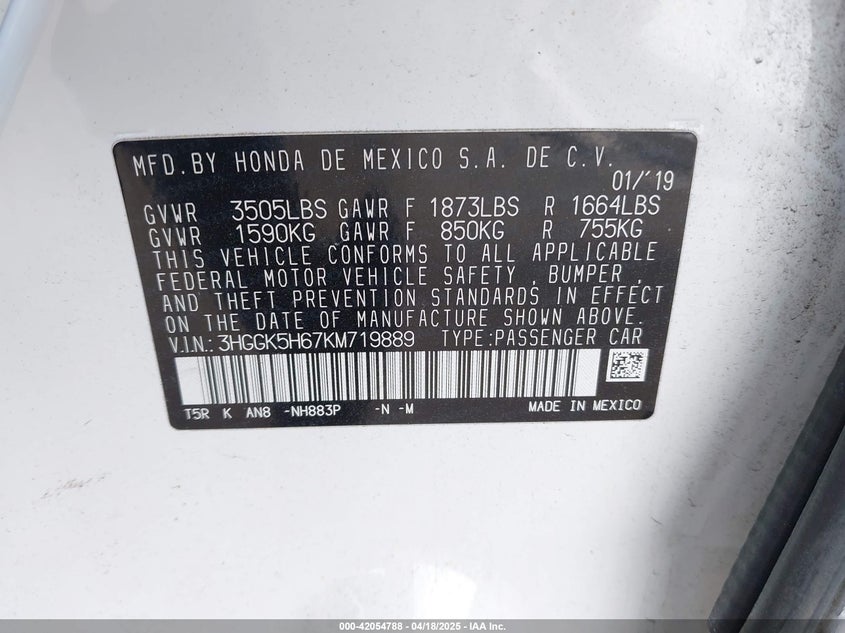 MFD.BY HONDA DE MEXICO S.A. DE C.V.
01/'19
GVWR 3505LBS GAWR F 1873LBS R 1664LBS
GVWR 1590KG GAWR F 850KG R 755KG
THIS VEHICLE CONFORMS TO ALL APPLICABLE
FEDERAL MOTOR VEHICLE SAFETY , BUMPER ,
AND THEFT PREVENTION STANDARDS IN EFFECT
ON THE DATE OF MANUFACTURE SHOWN ABOVE.
V.I.N.: 3HGGK5H67KM719889 TYPE:PASSENGER CAR
T5R K AN8 -NH883P -N -M MADE IN MEXICO
000-42054788 - 04/18/2025 - IAA Inc.